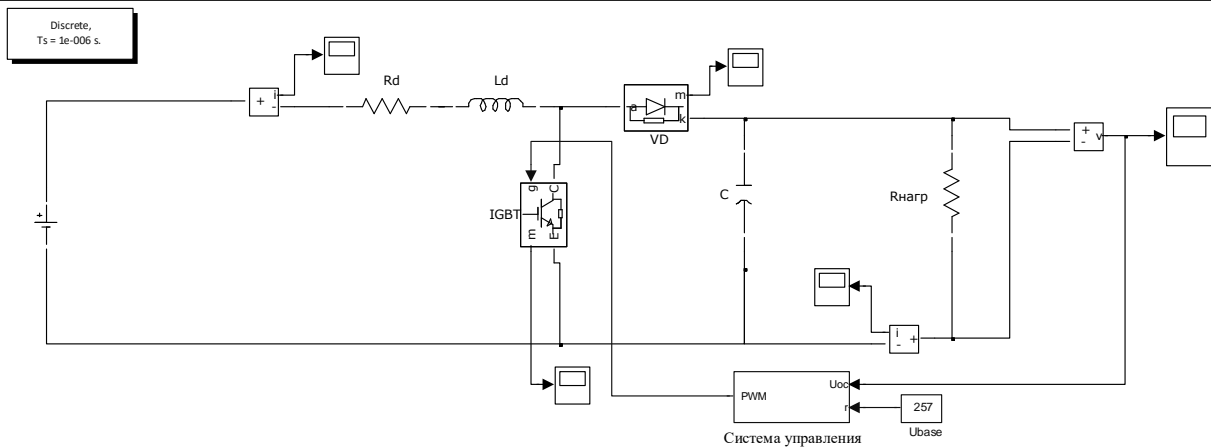 Discrete,
Ts = 1e-006 s.
+
i
-
Rd
Ld
a
m
k
VD
+
-
v
g
C
IGBT
m
E
C
Rнагр
+
i
-
+
PWM
Uoc
r
257
Ubase
Система управления